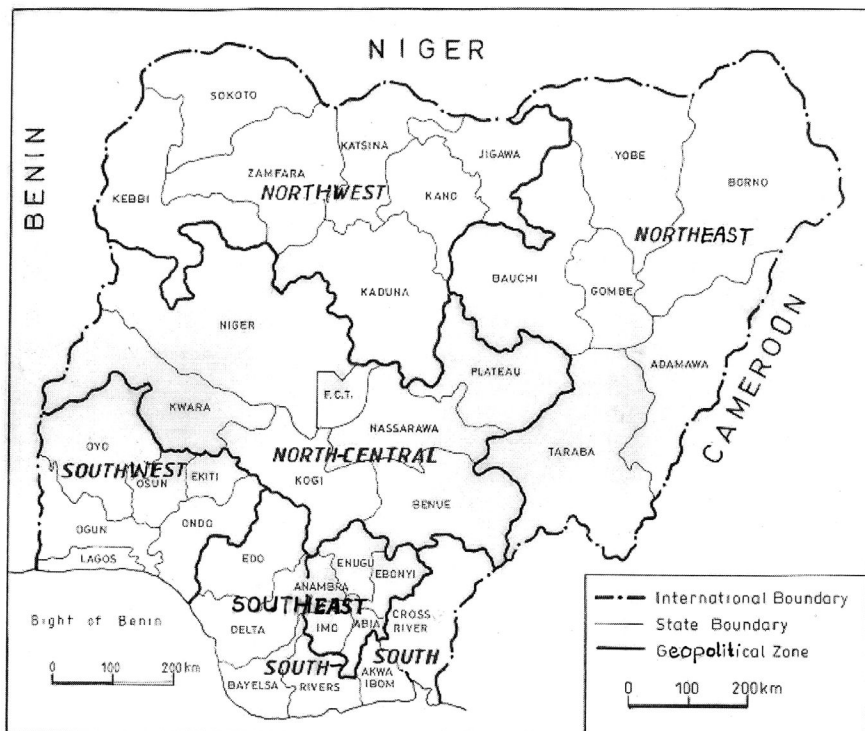 NIGER
BENIN
CAMEROON
SOKOTO
KATSINA
JIGAWA
YOBE
BORNO
ZAMFARA
KANO
KEBBI
NORTHWEST
NORTHEAST
BAUCHI
GOMBE
KADUNA
NIGER
ADAMAWA
PLATEAU
F.C.T.
KWARA
NASSARAWA
OYO
NORTH-CENTRAL
TARABA
SOUTHWEST
OSUN
EKITI
KOGI
BENUE
OGUN
ONDO
LAGOS
EDO
ENUGU
EBONYI
ANAMBRA
SOUTHEAST
Bight of Benin
DELTA
IMO
ABIA
CROSS
RIVER
SOUTH
SOUTH
BAYELSA
RIVERS
AKWA
IBOM
0 100 200km
International Boundary
State Boundary
Geopolitical Zone
0 100 200km